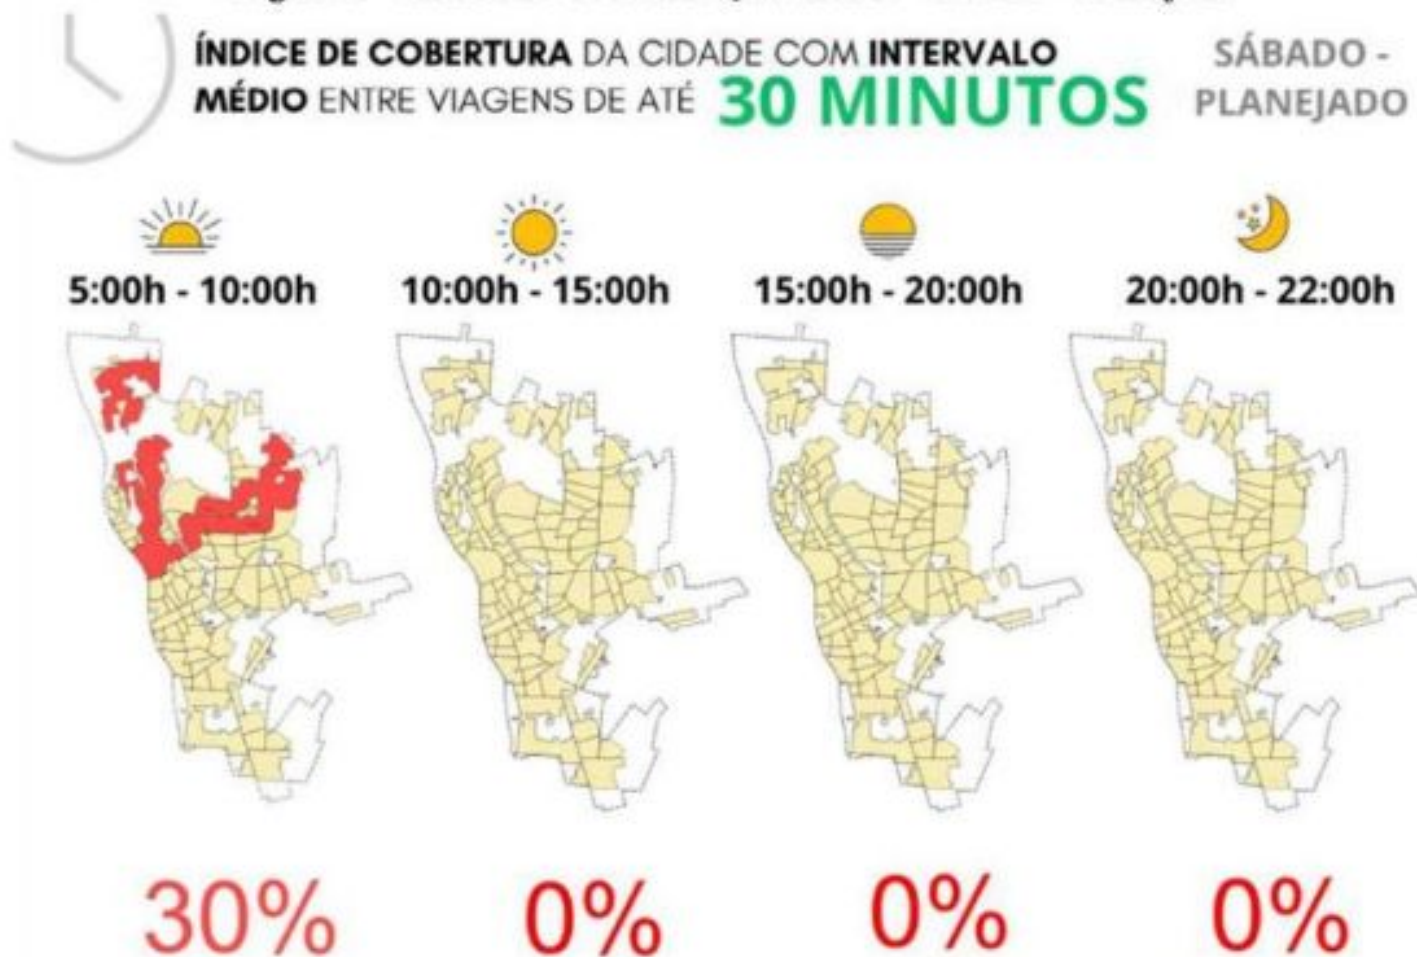 ÍNDICE DE COBERTURA DA CIDADE COM INTERVALO
MÉDIO ENTRE VIAGENS DE ATÉ 30 MINUTOS
SÁBADO -
PLANEJADO
5:00h - 10:00h
10:00h - 15:00h
15:00h - 20:00h
20:00h - 22:00h
30%
0%
0%
0%